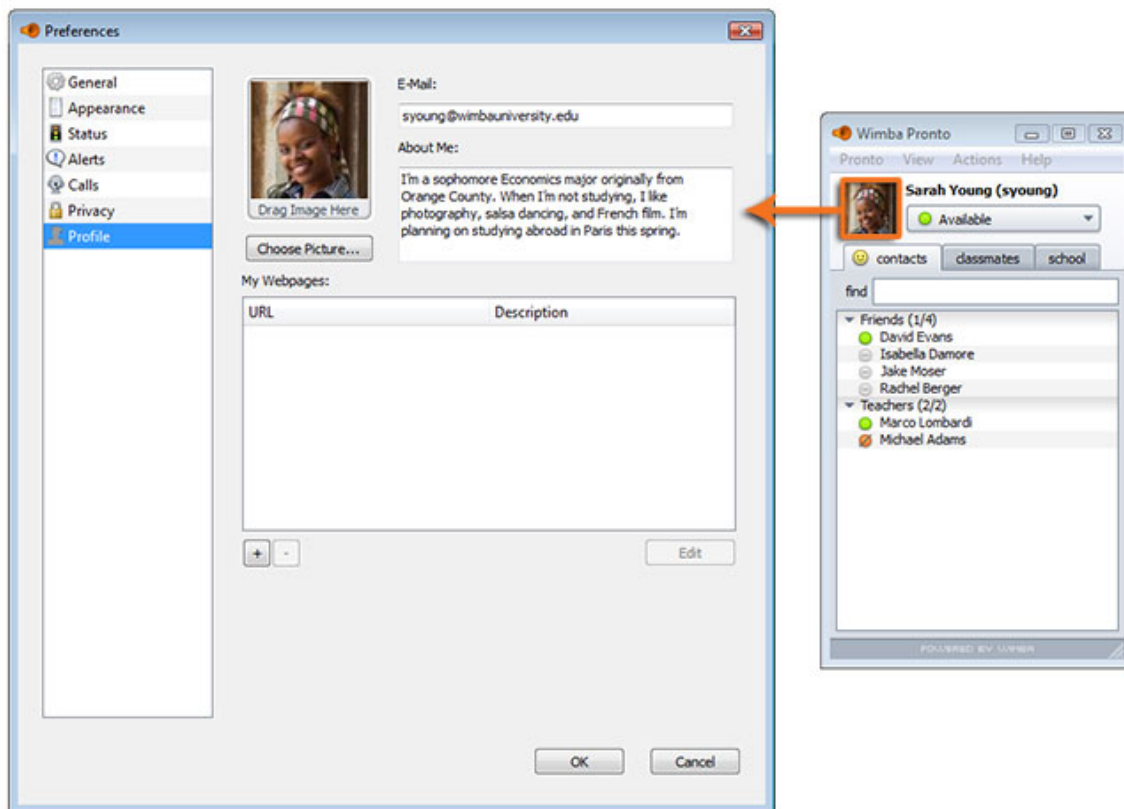 Preferences
General
Appearance
Status
Alerts
Calls
Privacy
Profile
Drag Image Here
Choose Picture...
E-Mail:
syoung@wimbauniversity.edu
About Me:
I'm a sophomore Economics major originally from
Orange County. When I'm not studying, I like
photography, salsa dancing, and French film. I'm
planning on studying abroad in Paris this spring.
My Webpages:
URL Description
+ -
Edit
OK Cancel
Wimba Pronto
Pronto View Actions Help
Sarah Young (syoung)
Available
contacts classmates school
find
Friends (1/4)
David Evans
Isabella Damore
Jake Moser
Rachel Berger
Teachers (2/2)
Marco Lombardi
Michael Adams
POWERED BY WIMBA